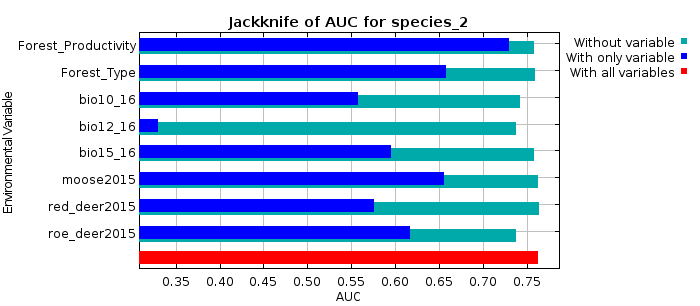 Jackknife of AUC for species_2
Forest_Productivity
Forest_Type
bio10_16
bio12_16
bio15_16
moose2015
red_deer2015
roe_deer2015
Environmental Variable
0.35 0.40 0.45 0.50 0.55 0.60 0.65 0.70 0.75
AUC
Without variable
With only variable
With all variables